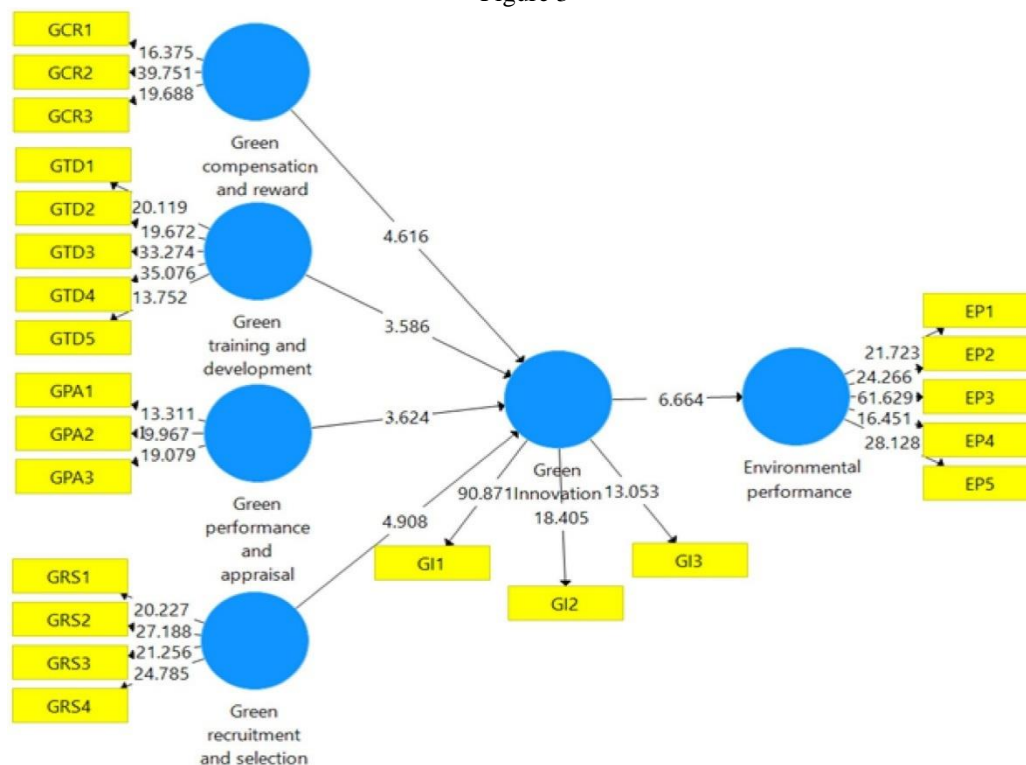 GCR1
GCR2
GCR3
16.375
39.751
19.688
Green
compensation
and reward
GTD1
GTD2
GTD3
GTD4
GTD5
20.119
19.672
33.274
35.076
13.752
Green
training and
development
GPA1
GPA2
GPA3
13.311
19.079
Green
performance
and
appraisal
GRS1
GRS2
GRS3
GRS4
20.227
27.188
21.256
24.785
Green
recruitment
and selection
4.616
3.586
3.624
4.908
Green
Innovation
90.871
18.405
13.053
GI1
GI2
GI3
6.664
Environmental
performance
21.723
24.266
61.629
16.451
28.128
EP1
EP2
EP3
EP4
EP5